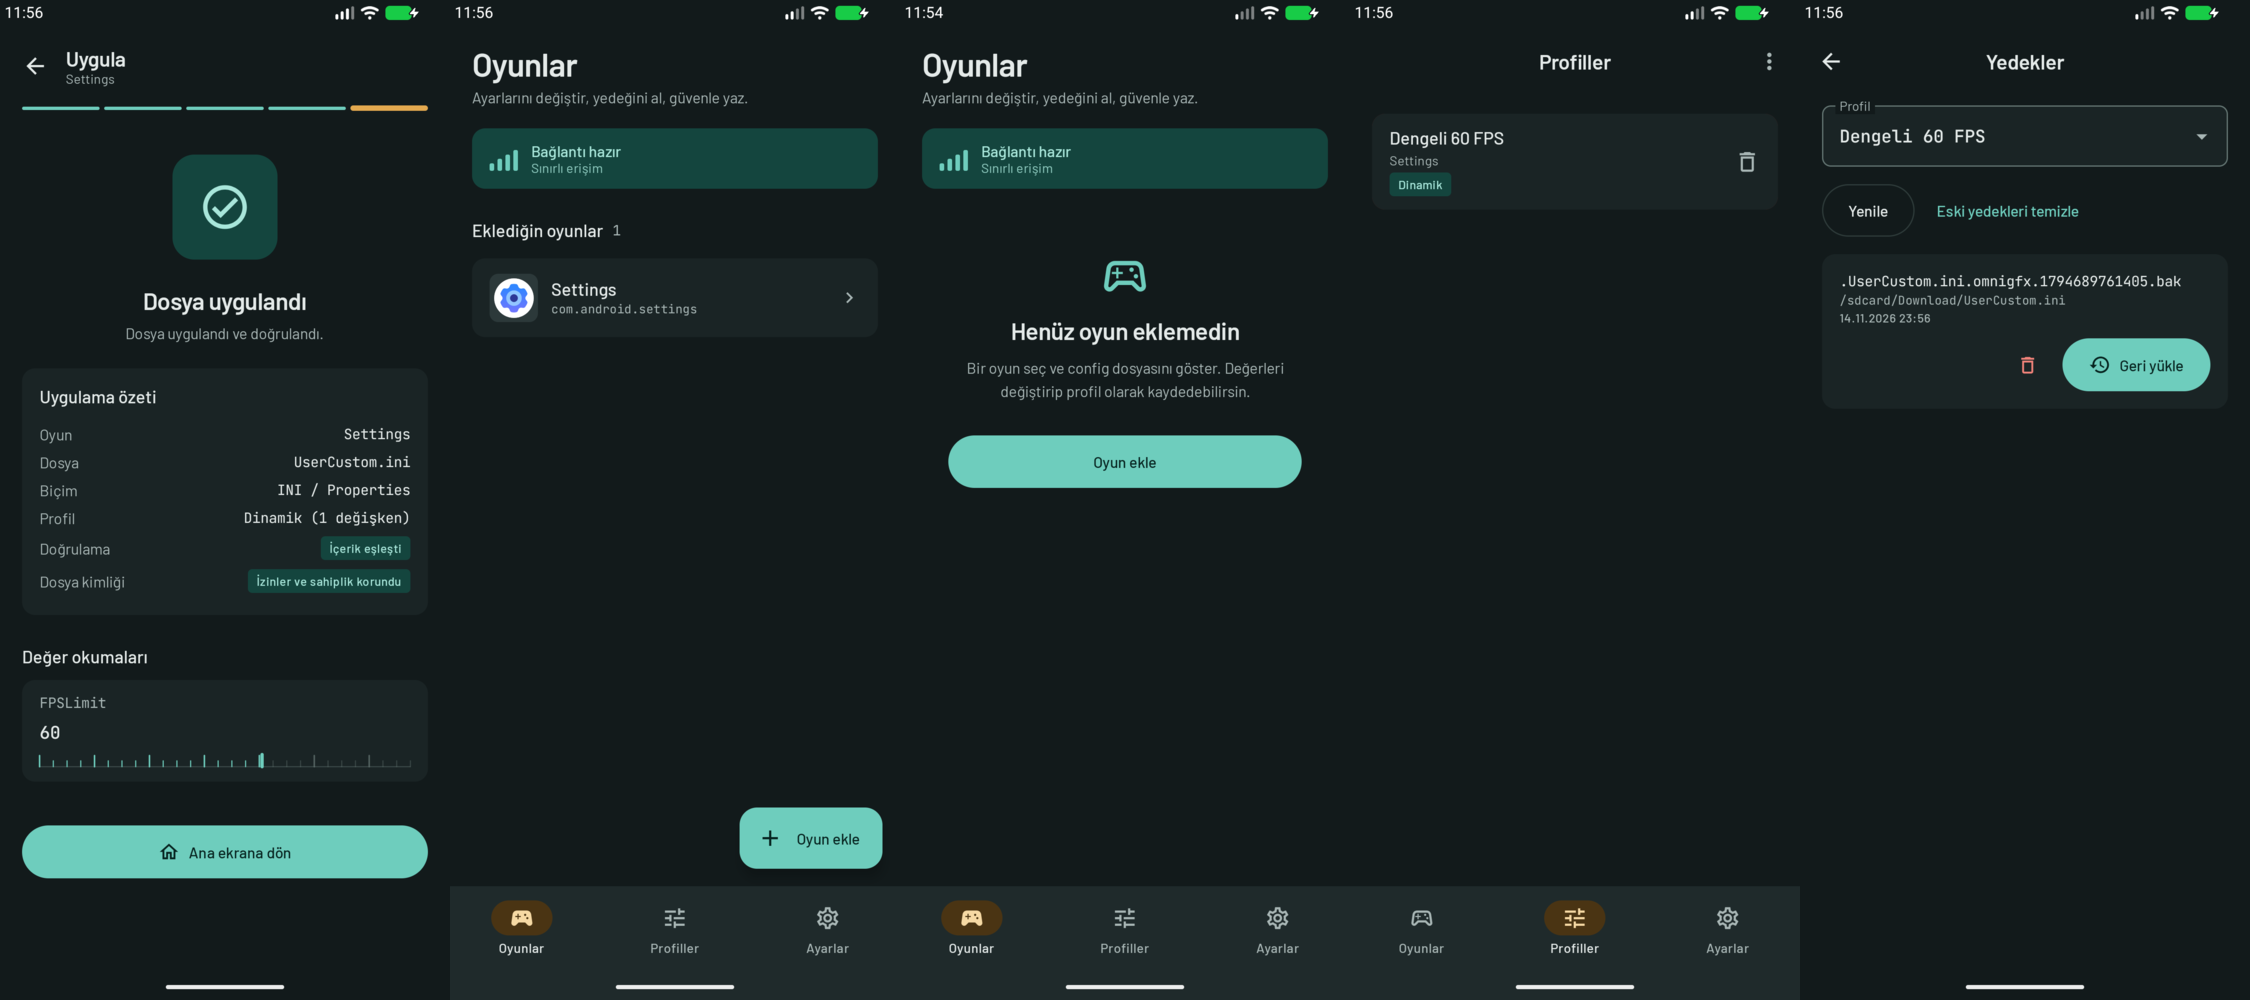 11:56
Uygula
Settings
Dosya uygulandı
Dosya uygulandı ve doğrulandı.
Uygulama özeti
Oyun Settings
Dosya UserCustom.ini
Biçim INI / Properties
Profil Dinamik (1 değişken)
Doğrulama İçerik eşleşti
Dosya kimliği İzinler ve sahiplik korundu
Değer okumaları
FPSLimit
60
Ana ekrana dön
11:56
Oyunlar
Ayarlarını değiştir, yedeğini al, güvenle yaz.
Bağlantı hazır
Sınırlı erişim
Eklediğin oyunlar 1
Settings
com.android.settings
Oyun ekle
Oyunlar Profiller Ayarlar
11:54
Oyunlar
Ayarlarını değiştir, yedeğini al, güvenle yaz.
Bağlantı hazır
Sınırlı erişim
Henüz oyun eklemedin
Bir oyun seç ve config dosyasını göster. Değerleri
değiştirip profil olarak kaydedebilirsin.
Oyun ekle
Oyunlar Profiller Ayarlar
11:56
Profiller
Dengeli 60 FPS
Settings
Dinamik
Oyunlar Profiller Ayarlar
11:56
Yedekler
Profil
Dengeli 60 FPS
Yenile Eski yedekleri temizle
.UserCustom.ini.omnigfx.1794689761405.bak
/sdcard/Download/UserCustom.ini
14.11.2026 23:56
Geri yükle